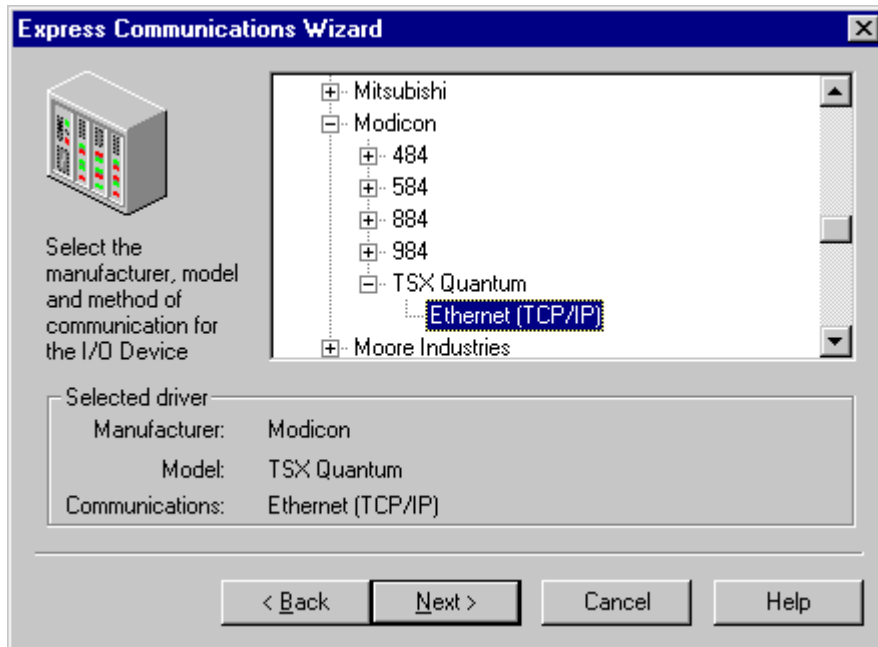 Express Communications Wizard
Mitsubishi
Modicon
484
584
884
984
TSX Quantum
Ethernet (TCP/IP)
Moore Industries
Select the
manufacturer, model
and method of
communication for
the I/O Device
Selected driver
Manufacturer: Modicon
Model: TSX Quantum
Communications: Ethernet (TCP/IP)
< Back Next > Cancel Help